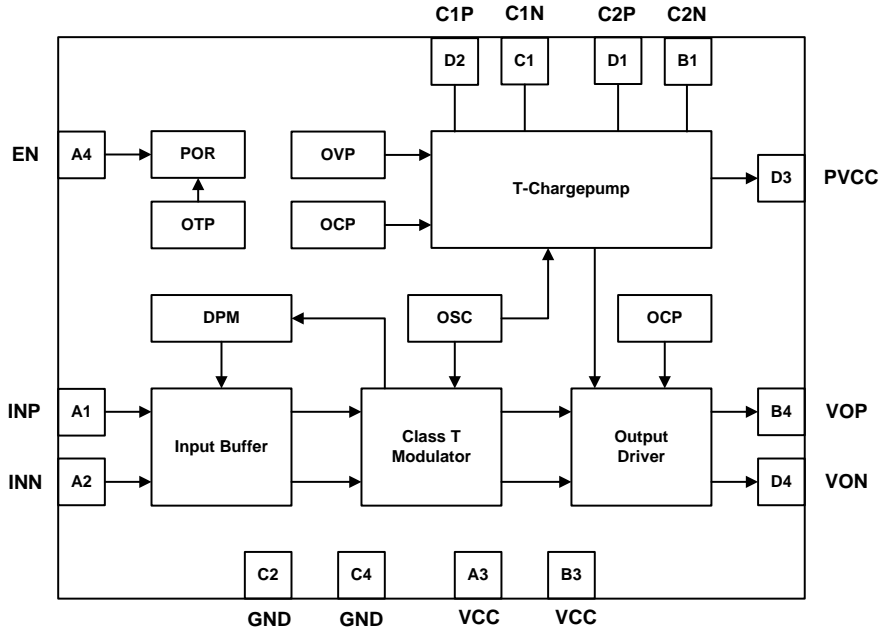 C1P C1N C2P C2N
D2 C1 D1 B1
EN A4 POR OVP
T-Chargepump D3 PVCC
OTP OCP
DPM OSC OCP
INP A1 B4 VOP
Input Buffer
Class T
Modulator
Output
Driver
INN A2 D4 VON
C2 C4 A3 B3
GND GND VCC VCC